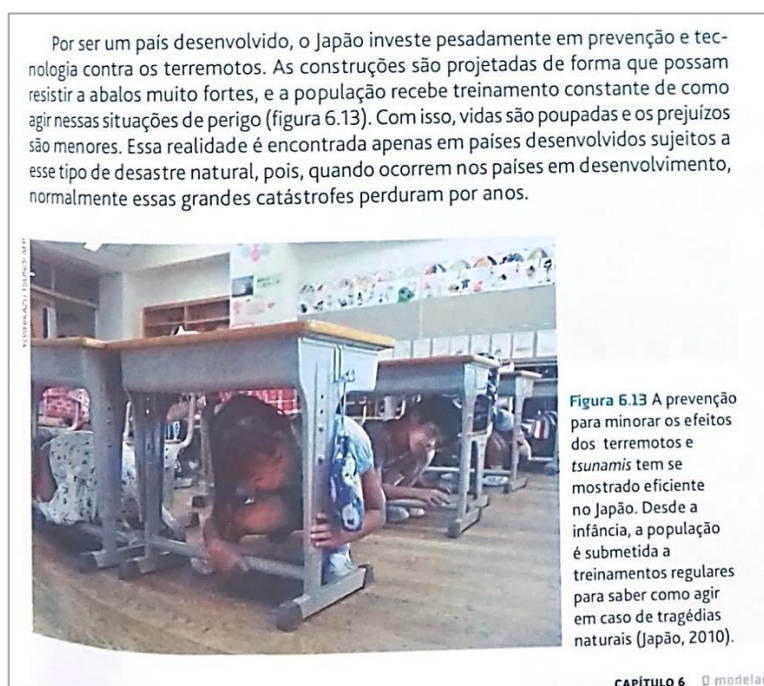 Por ser um país desenvolvido, o Japão investe pesadamente em prevenção e tec-
nologia contra os terremotos. As construções são projetadas de forma que possam
resistir a abalos muito fortes, e a população recebe treinamento constante de como
agir nessas situações de perigo (figura 6.13). Com isso, vidas são poupadas e os prejuízos
são menores. Essa realidade é encontrada apenas em países desenvolvidos sujeitos a
esse tipo de desastre natural, pois, quando ocorrem nos países em desenvolvimento,
normalmente essas grandes catástrofes perduram por anos.
YOSHIKAZU TSUNO/ AFP
Figura 6.13 A prevenção
para minorar os efeitos
dos terremotos e
tsunamis tem se
mostrado eficiente
no Japão. Desde a
infância, a população
é submetida a
treinamentos regulares
para saber como agir
em caso de tragédias
naturais (Japão, 2010).
CAPÍTULO 6 O